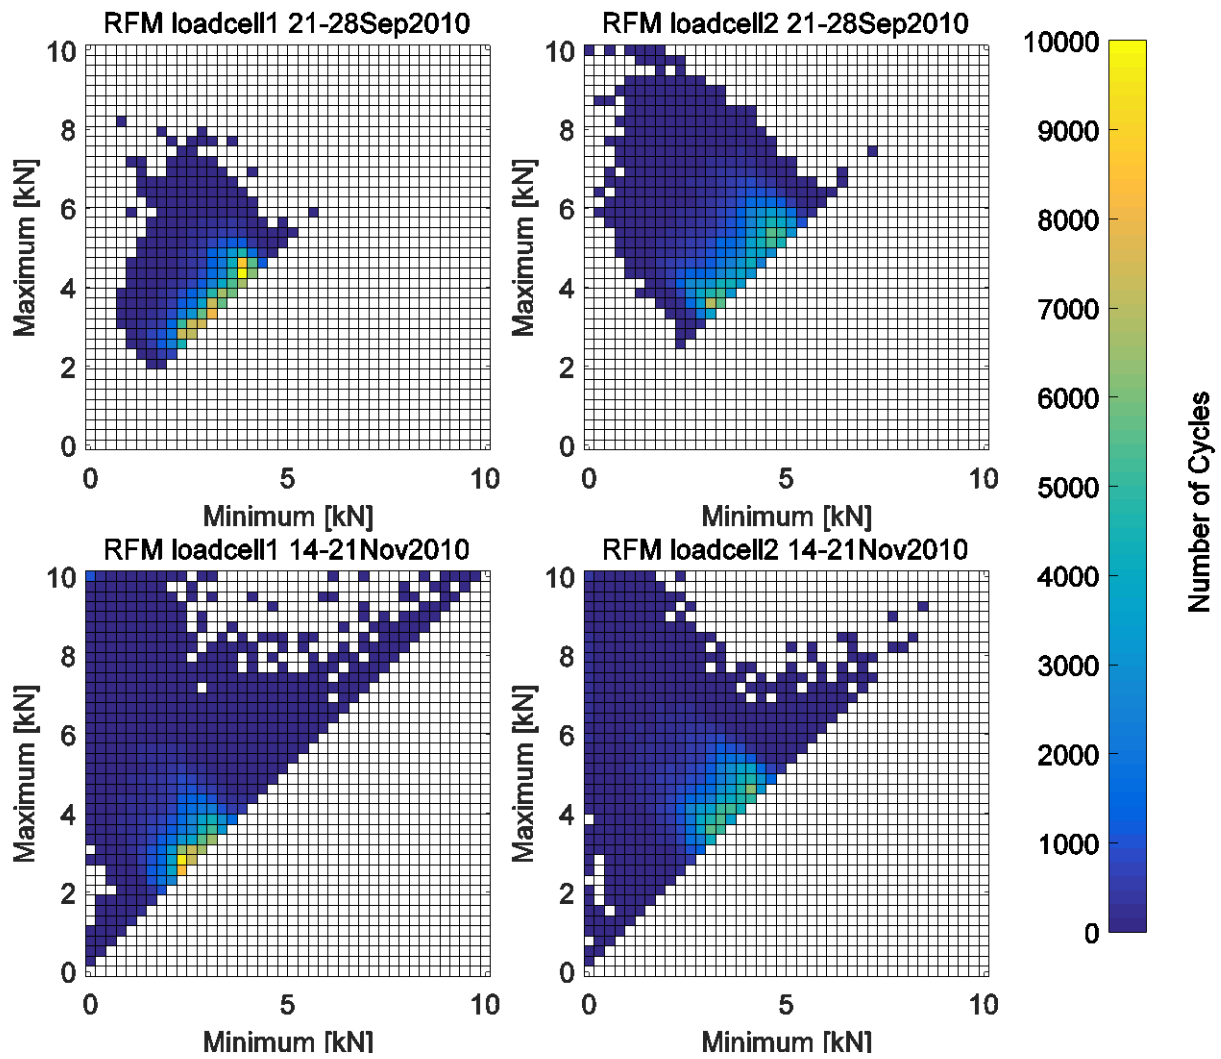 RFM loadcell1 21-28Sep2010
10
8
6
4
2
0
Maximum [kN]
0 5 10
Minimum [kN]
RFM loadcell2 21-28Sep2010
10
8
6
4
2
0
Maximum [kN]
0 5 10
Minimum [kN]
RFM loadcell1 14-21Nov2010
10
8
6
4
2
0
Maximum [kN]
0 5 10
Minimum [kN]
RFM loadcell2 14-21Nov2010
10
8
6
4
2
0
Maximum [kN]
0 5 10
Minimum [kN]
10000
9000
8000
7000
6000
5000
4000
3000
2000
1000
0
Number of Cycles